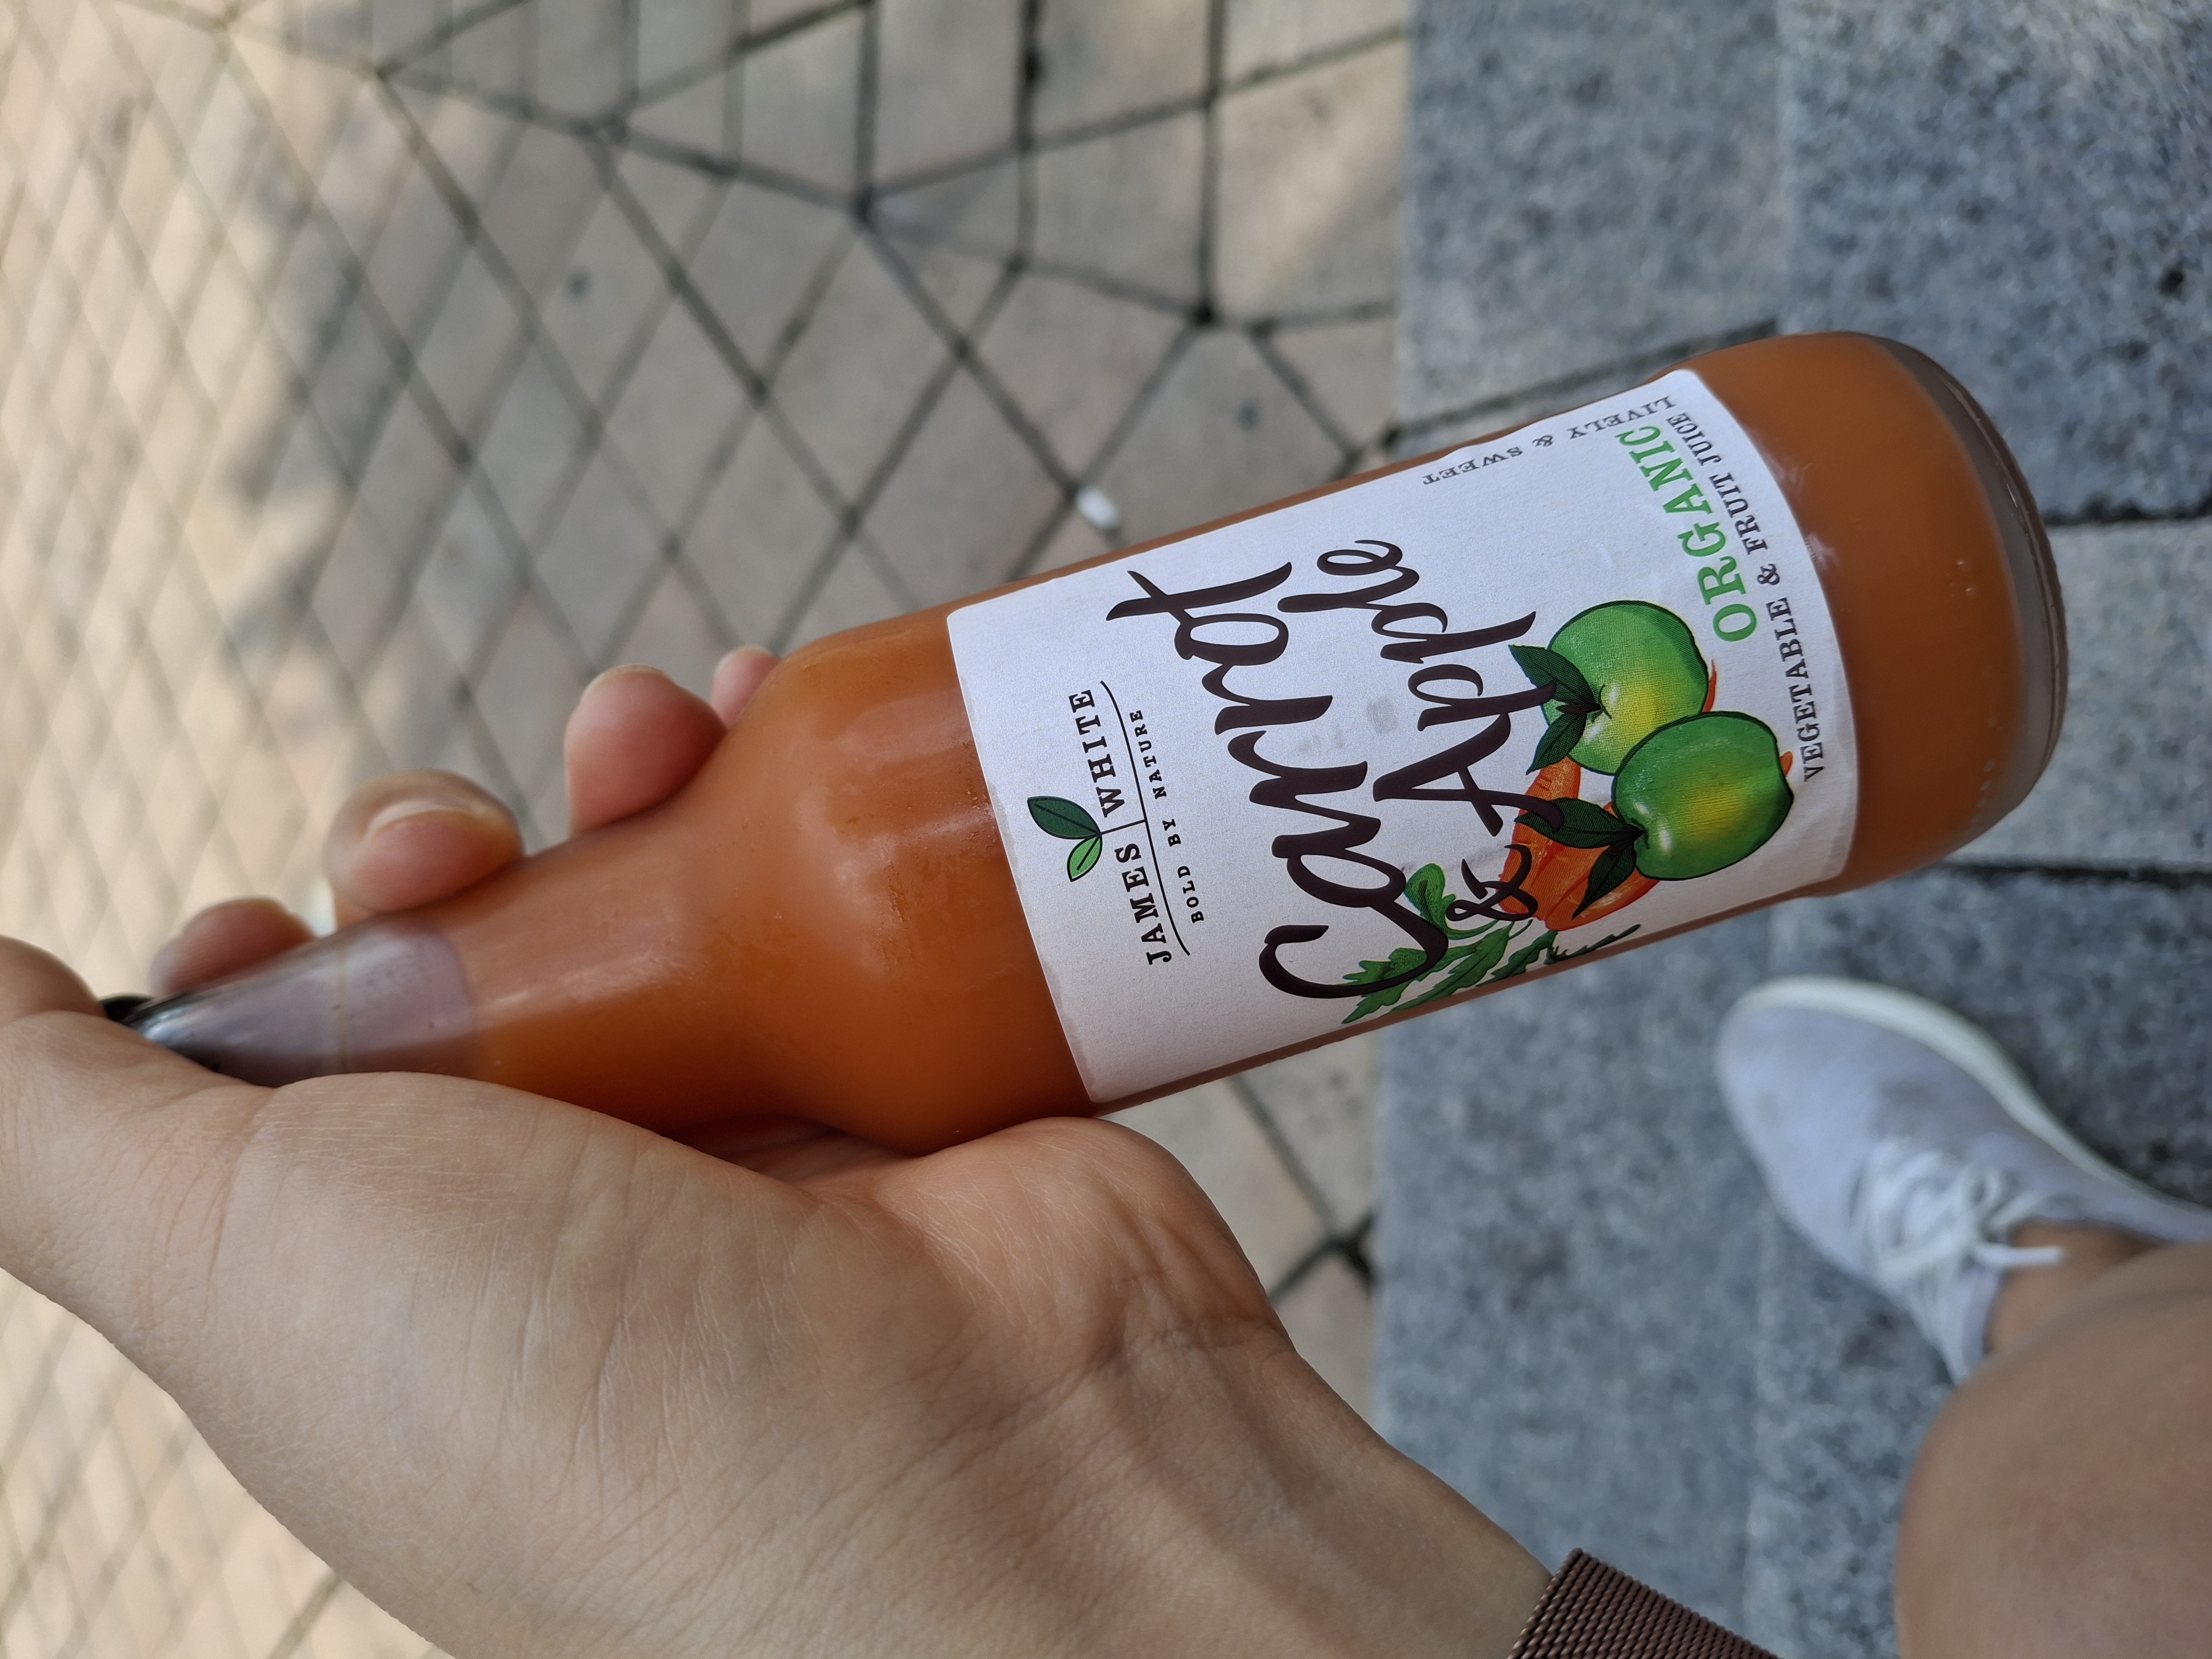 JAMES WHITE
BOLD BY NATURE
Carrot
& Apple
ORGANIC
VEGETABLE & FRUIT JUICE
LIVELY & SWEET